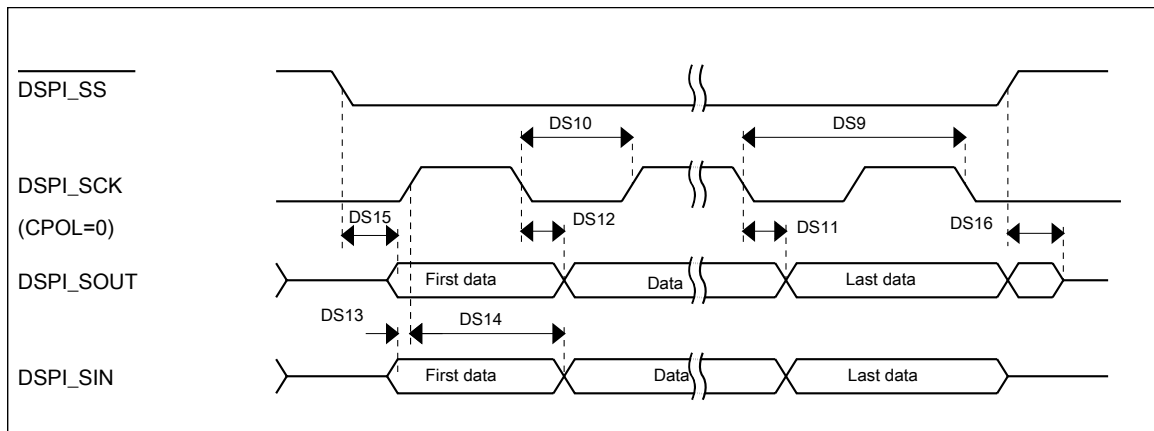 DSPI_SS
DS10
DS9
DSPI_SCK
(CPOL=0)
DS15
DS12
DS11
DS16
DSPI_SOUT
First data
Data
Last data
DS13
DS14
DSPI_SIN
First data
Data
Last data